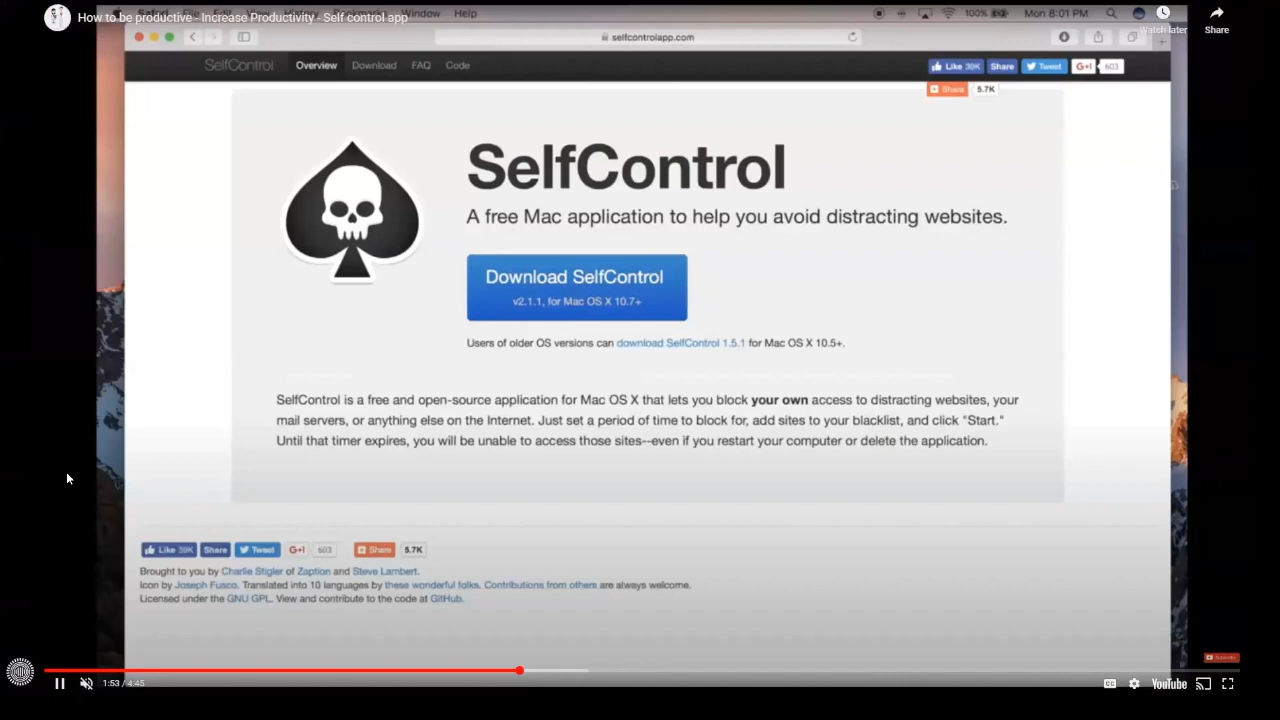 Safari File Edit View History Bookmarks Window Help
100% Mon 8:01 PM
How to be productive - Increase Productivity - Self control app
Watch later
Share
selfcontrolapp.com
SelfControl Overview Download FAQ Code
Like 39K Share Tweet G+1 603
Share 5.7K
SelfControl
A free Mac application to help you avoid distracting websites.
Download SelfControl
v2.1.1, for Mac OS X 10.7+
Users of older OS versions can download SelfControl 1.5.1 for Mac OS X 10.5+.
SelfControl is a free and open-source application for Mac OS X that lets you block your own access to distracting websites, your
mail servers, or anything else on the Internet. Just set a period of time to block for, add sites to your blacklist, and click "Start."
Until that timer expires, you will be unable to access those sites--even if you restart your computer or delete the application.
Like 39K Share Tweet G+1 603 Share 5.7K
Brought to you by Charlie Stigler of Zaption and Steve Lambert.
Icon by Joseph Fusco. Translated into 10 languages by these wonderful folks. Contributions from others are always welcome.
Licensed under the GNU GPL. View and contribute to the code at GitHub.
1:53 / 4:45
CC
YouTube